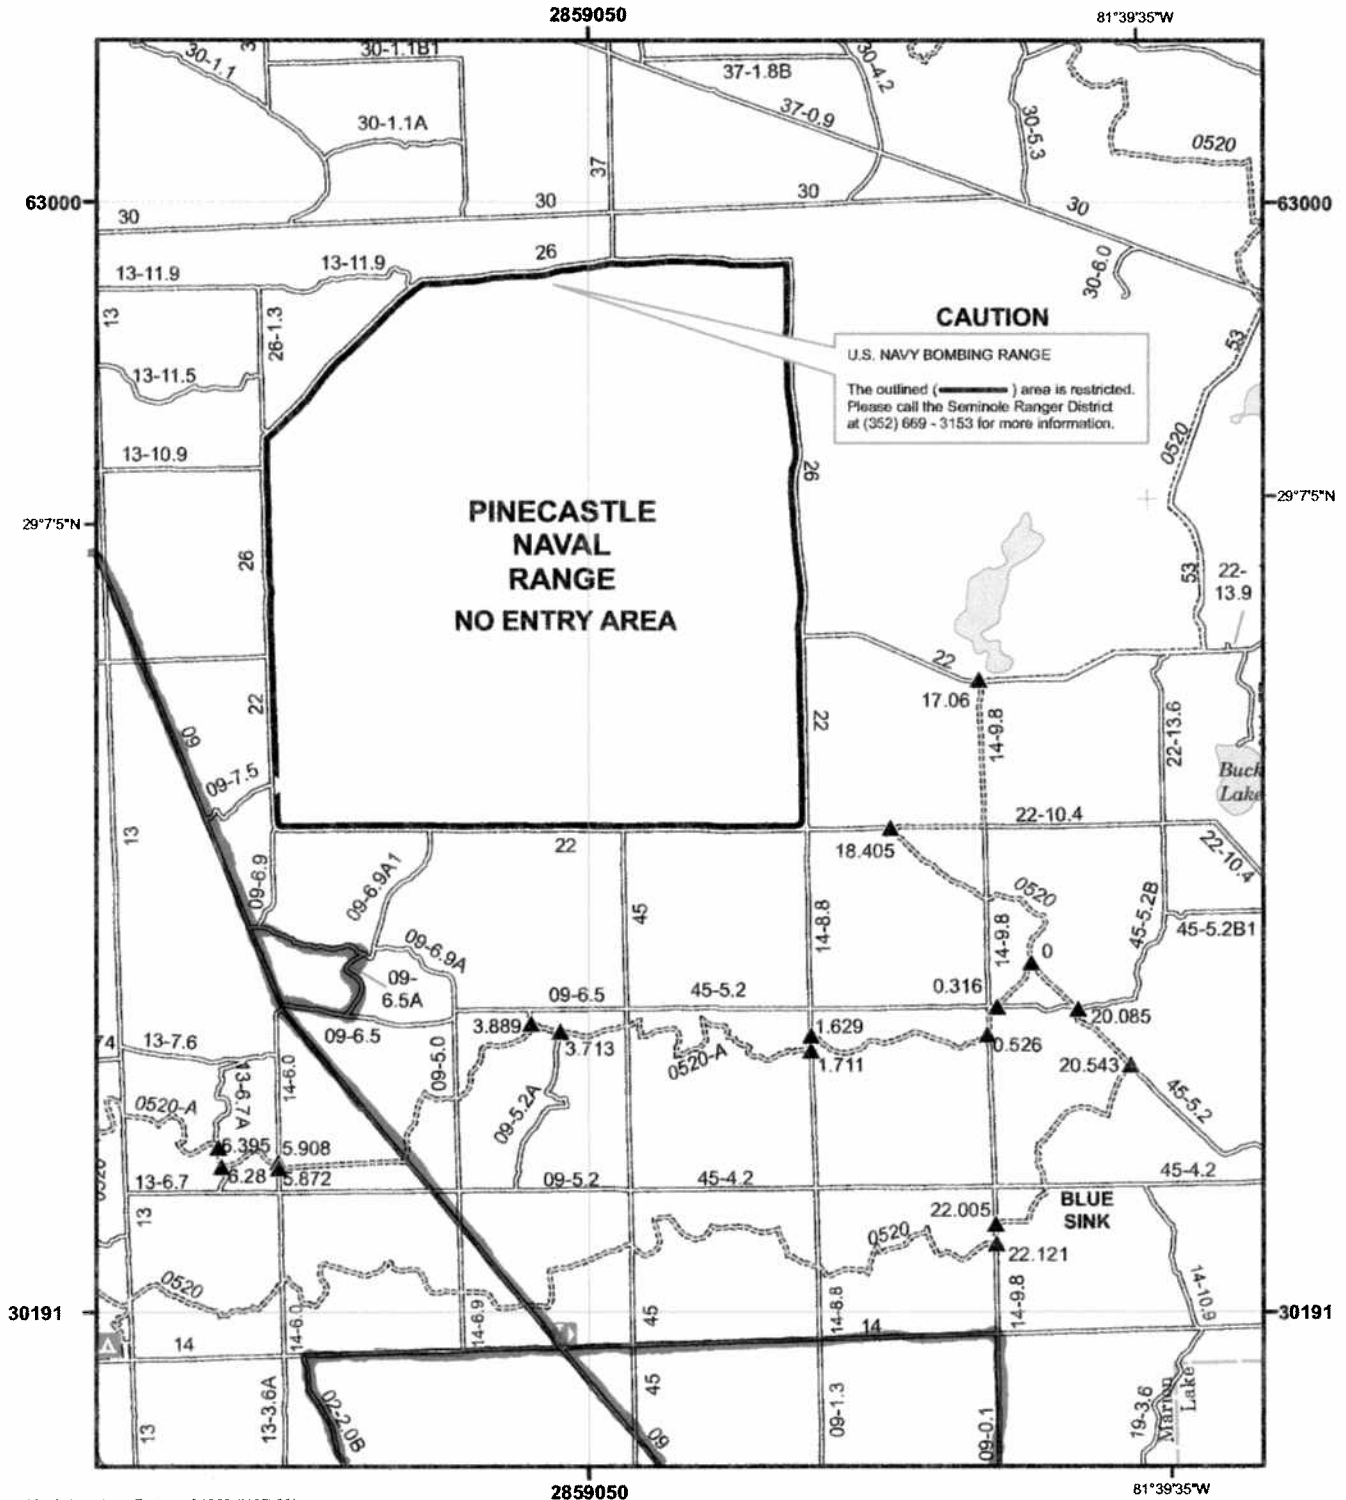 2859050
81°39'35"W
30-1.1
30-1.1B1
37-1.8B
30-4.2
37-0.9
30-5.3
0520
30-1.1A
37
63000
30
30
30
30
63000
13-11.9
13-11.9
26
30-6.0
13
26-1.3
CAUTION
U.S. NAVY BOMBING RANGE
The outlined ( ) area is restricted.
Please call the Seminole Ranger District
at (352) 669 - 3153 for more information.
53
13-11.5
0520
13-10.9
26
29°7'5"N
29°7'5"N
PINECASTLE
NAVAL
RANGE
NO ENTRY AREA
26
53
22-
13.9
22
17.06
22
09
22
14-9.8
22-13.6
09-7.5
Buck
Lake
13
22
22-10.4
18.405
22-10.4
09-6.9
09-6.9A1
45
14-8.8
0520
14-9.8
45-5.2B
45-5.2B1
09-6.9A
0
09-
6.5A
09-6.5
45-5.2
0.316
20.085
09-6.5
3.889
3.713
1.629
1.711
0.526
20.543
74
13-7.6
14-6.0
09-5.0
0520-A
45-5.2
13-6.7A
0520-A
09-5.2A
6.395
5.908
6.28
5.872
0520
13-6.7
09-5.2
45-4.2
45-4.2
13
BLUE
SINK
22.005
0520
22.121
0520
14-10.9
30191
14-6.0
14-6.9
45
14-8.8
14-9.8
30191
14
14
13
13-3.6A
02-2.0B
45
09
09-1.3
09-0.1
19-3.6
Marion
Lake
2859050
81°39'35"W